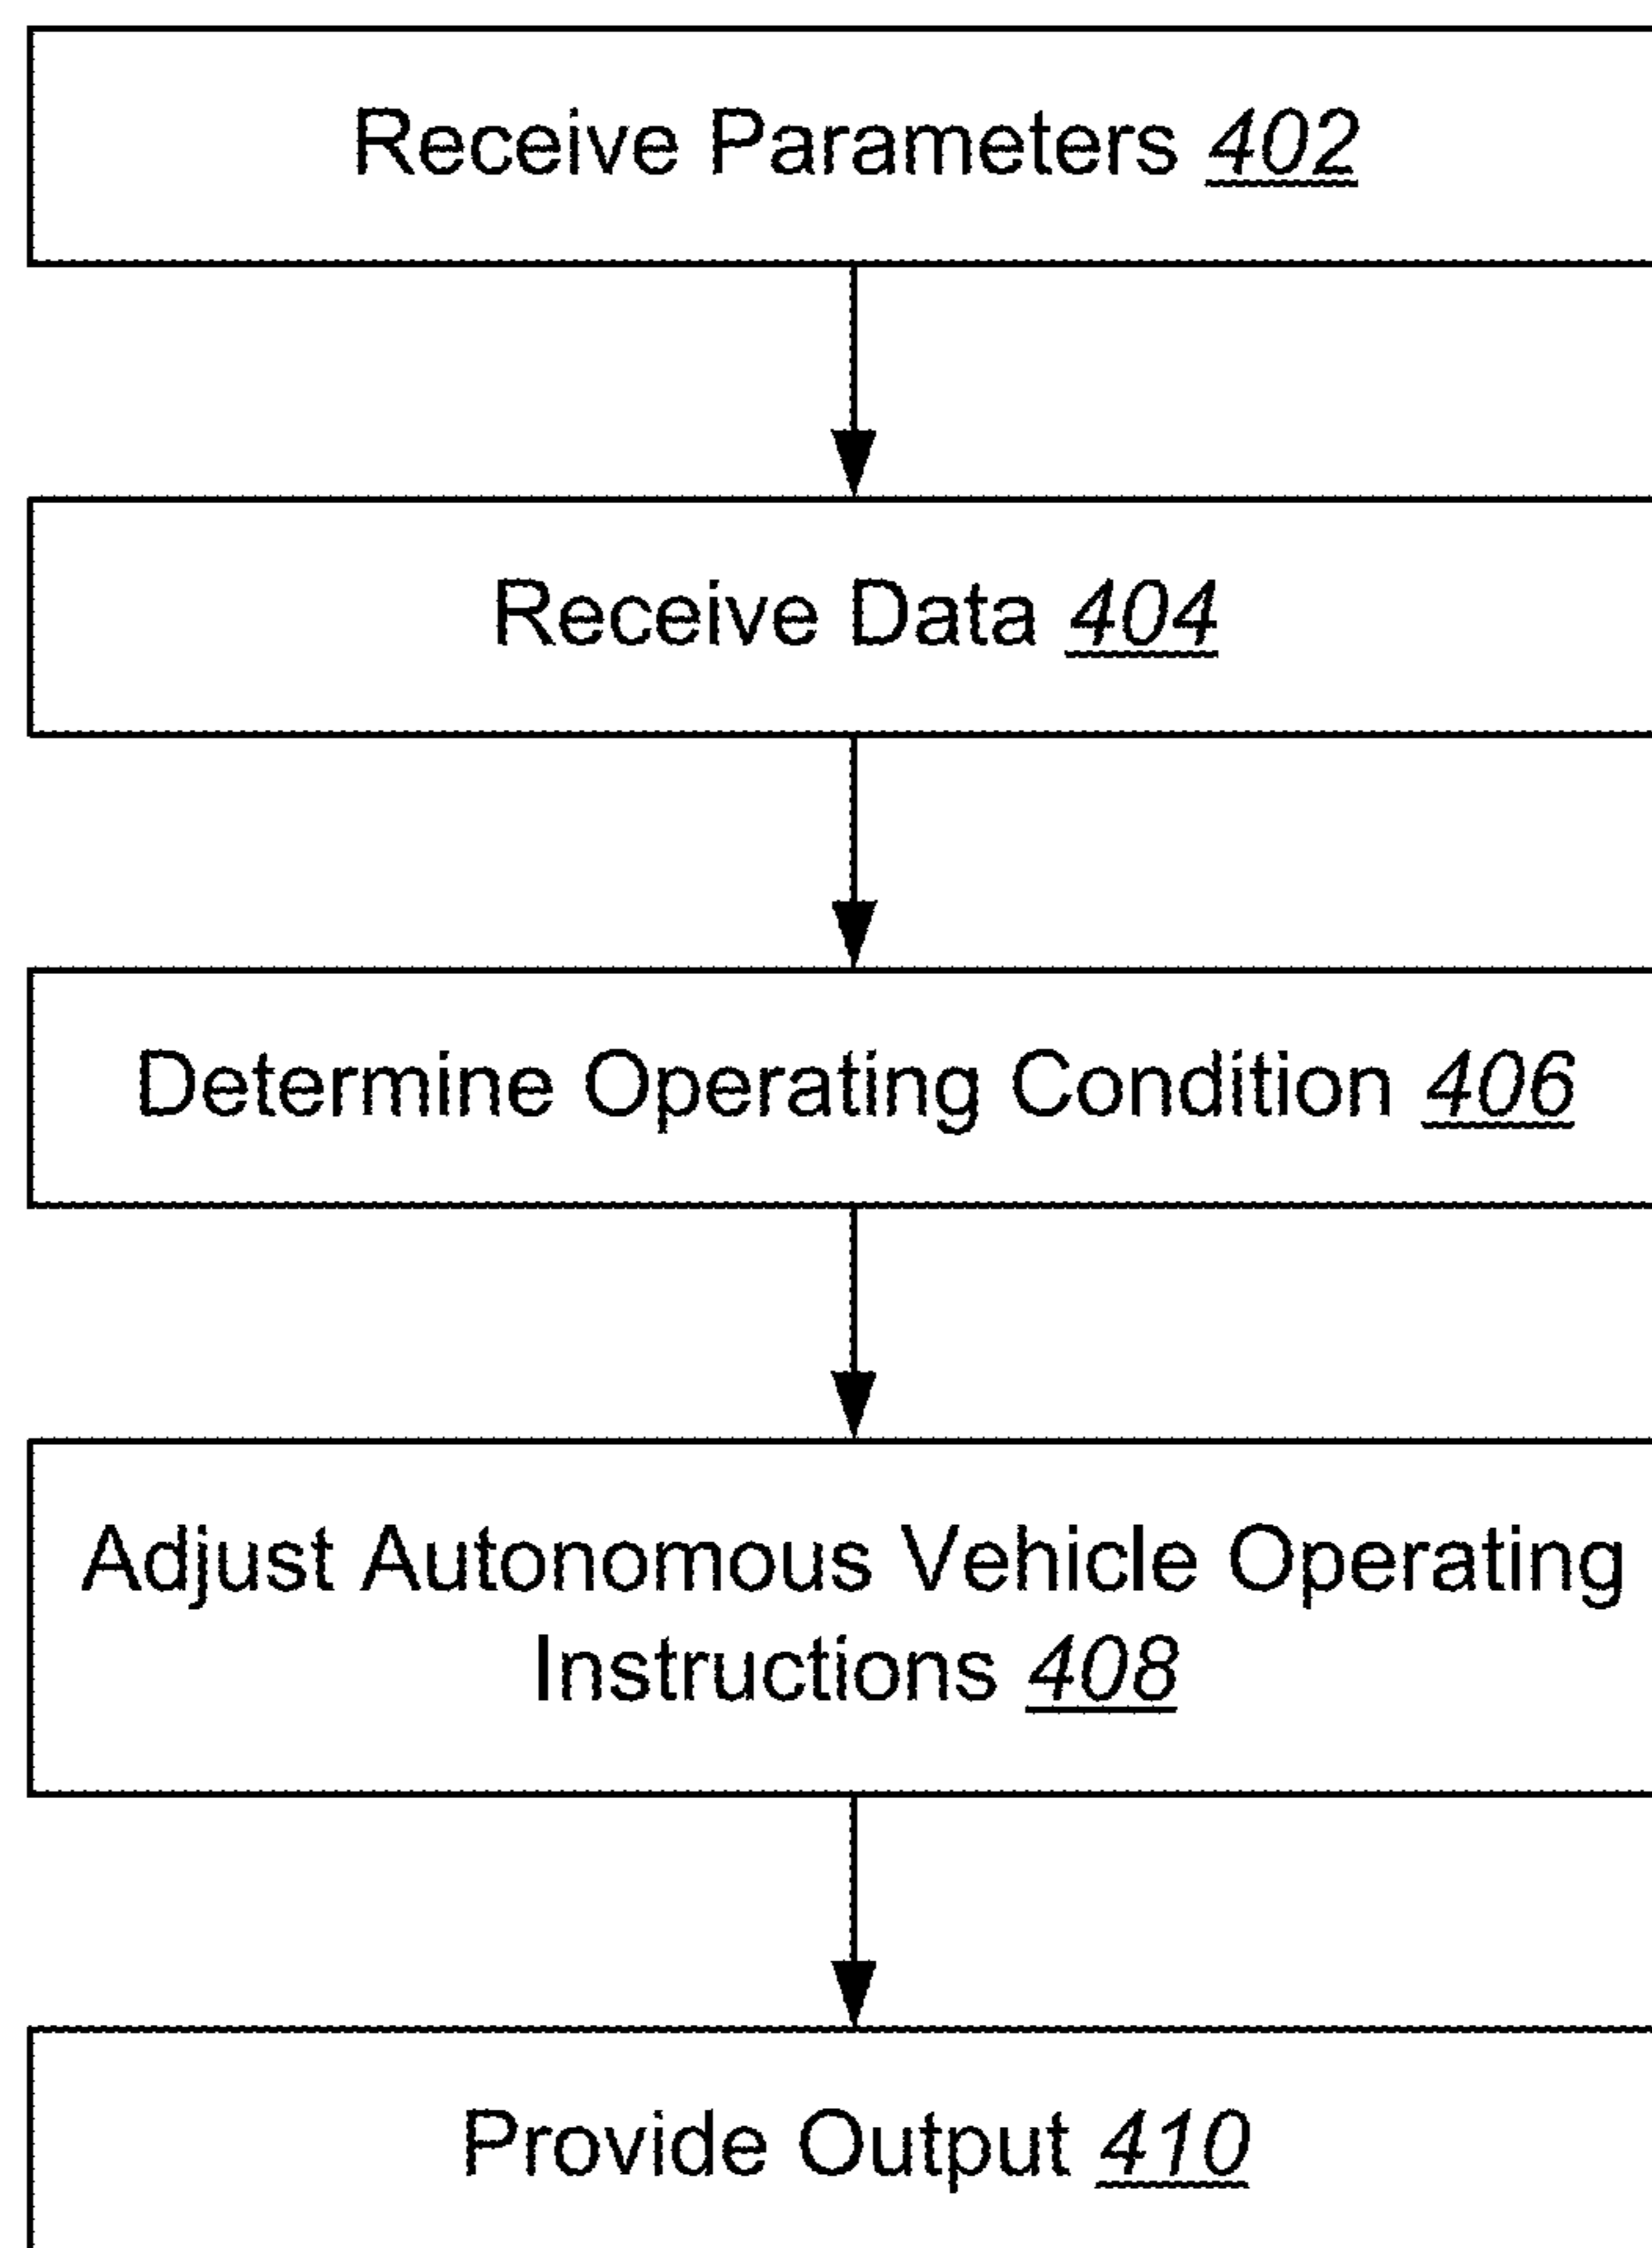 Receive Parameters 402
Receive Data 404
Determine Operating Condition 406
Adjust Autonomous Vehicle Operating
Instructions 408
Provide Output 410